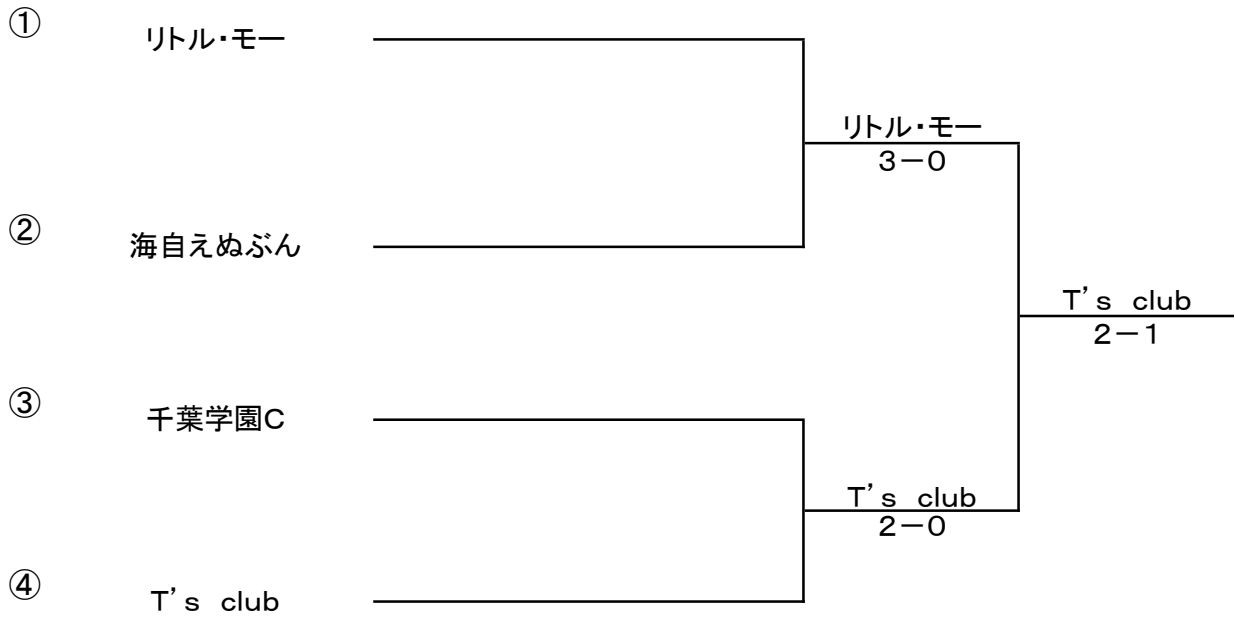 ① リトル・モー
リトル・モー
3－0
② 海自えぬぶん
T’s club
2－1
③ 千葉学園C
T’s club
2－0
④ T’s club